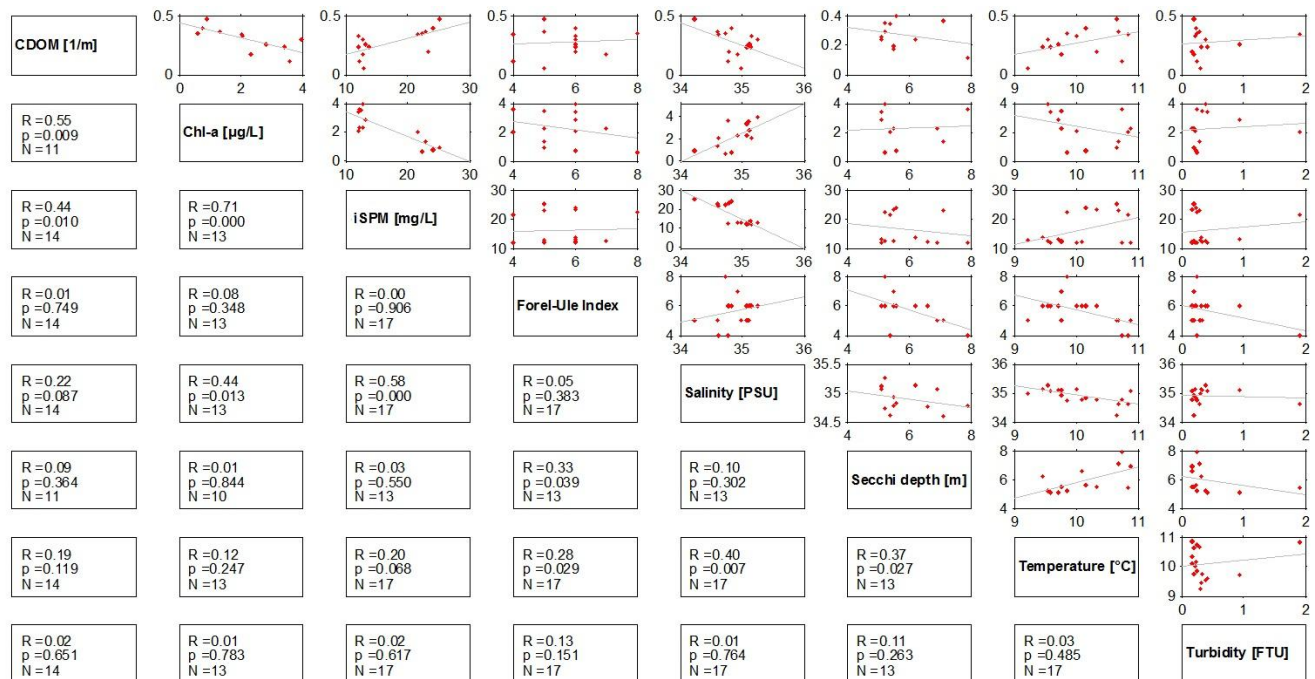 CDOM [1/m]
0.5
0
0 2 4
0.5
0
10 20 30
0.5
0
4 6 8
0.5
0
34 35 36
0.4
0.2
0
4 6 8
0.5
0
9 10 11
0.5
0
0 1 2
R =0.55
p =0.009
N =11
Chl-a [µg/L]
4
2
0
10 20 30
4
2
0
4 6 8
4
2
0
34 35 36
4
2
0
4 6 8
4
2
0
9 10 11
4
2
0
0 1 2
R =0.44
p =0.010
N =14
R =0.71
p =0.000
N =13
iSPM [mg/L]
30
20
10
4 6 8
30
20
10
0
34 35 36
30
20
10
4 6 8
30
20
10
9 10 11
30
20
10
0 1 2
R =0.01
p =0.749
N =14
R =0.08
p =0.348
N =13
R =0.00
p =0.906
N =17
Forel-Ule Index
8
6
4
34 35 36
8
6
4
4 6 8
8
6
4
9 10 11
8
6
4
0 1 2
R =0.22
p =0.087
N =14
R =0.44
p =0.013
N =13
R =0.58
p =0.000
N =17
R =0.05
p =0.383
N =17
Salinity [PSU]
35.5
35
34.5
4 6 8
36
35
34
9 10 11
36
35
34
0 1 2
R =0.09
p =0.364
N =11
R =0.01
p =0.844
N =10
R =0.03
p =0.550
N =13
R =0.33
p =0.039
N =13
R =0.10
p =0.302
N =13
Secchi depth [m]
8
6
4
9 10 11
8
6
4
0 1 2
R =0.19
p =0.119
N =14
R =0.12
p =0.247
N =13
R =0.20
p =0.068
N =17
R =0.28
p =0.029
N =17
R =0.40
p =0.007
N =17
R =0.37
p =0.027
N =13
Temperature [°C]
11
10
9
0 1 2
R =0.02
p =0.651
N =14
R =0.01
p =0.783
N =13
R =0.02
p =0.617
N =17
R =0.13
p =0.151
N =17
R =0.01
p =0.764
N =17
R =0.11
p =0.263
N =13
R =0.03
p =0.485
N =17
Turbidity [FTU]